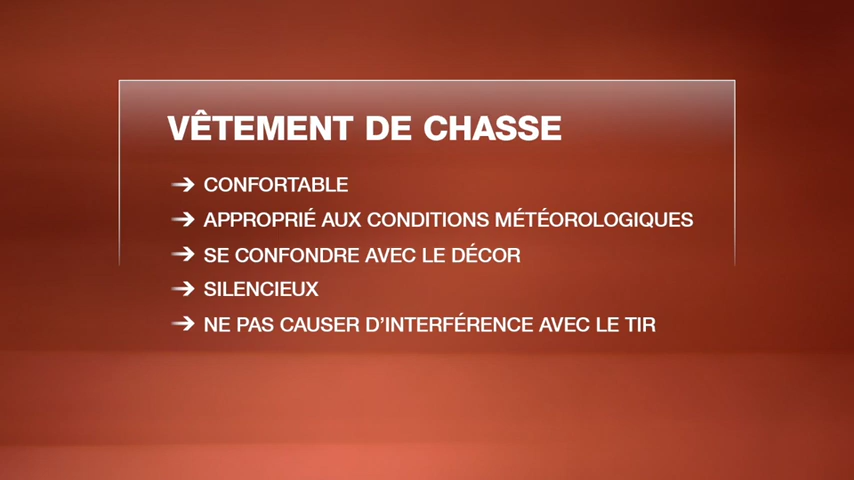 VÊTEMENT DE CHASSE
➔ CONFORTABLE
➔ APPROPRIÉ AUX CONDITIONS MÉTÉOROLOGIQUES
➔ SE CONFONDRE AVEC LE DÉCOR
➔ SILENCIEUX
➔ NE PAS CAUSER D’INTERFÉRENCE AVEC LE TIR